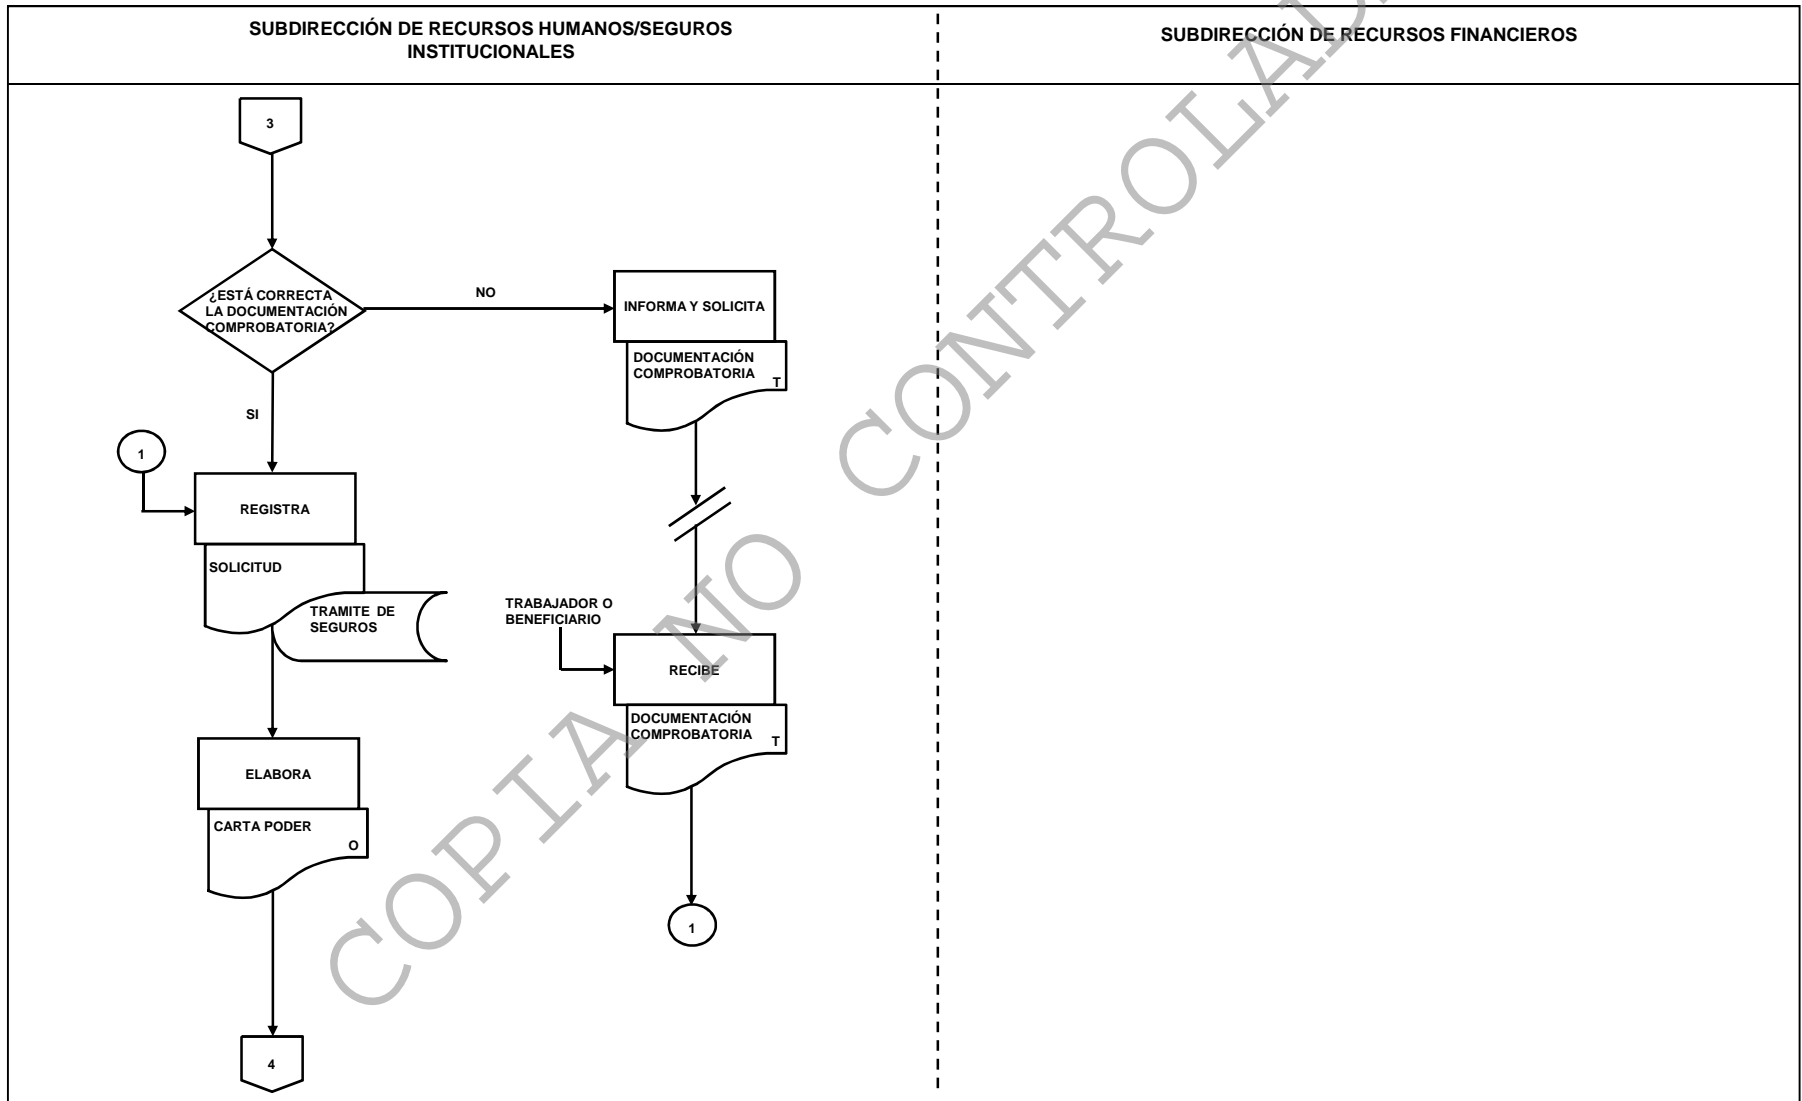 SUBDIRECCIÓN DE RECURSOS HUMANOS/SEGUROS
INSTITUCIONALES
SUBDIRECCIÓN DE RECURSOS FINANCIEROS
3
¿ESTÁ CORRECTA
LA DOCUMENTACIÓN
COMPROBATORIA?
NO
INFORMA Y SOLICITA
DOCUMENTACIÓN
COMPROBATORIA
T
SI
1
REGISTRA
SOLICITUD
TRAMITE DE
SEGUROS
TRABAJADOR O
BENEFICIARIO
RECIBE
DOCUMENTACIÓN
COMPROBATORIA
T
ELABORA
CARTA PODER
O
1
4
COPIA NO CONTROLAD